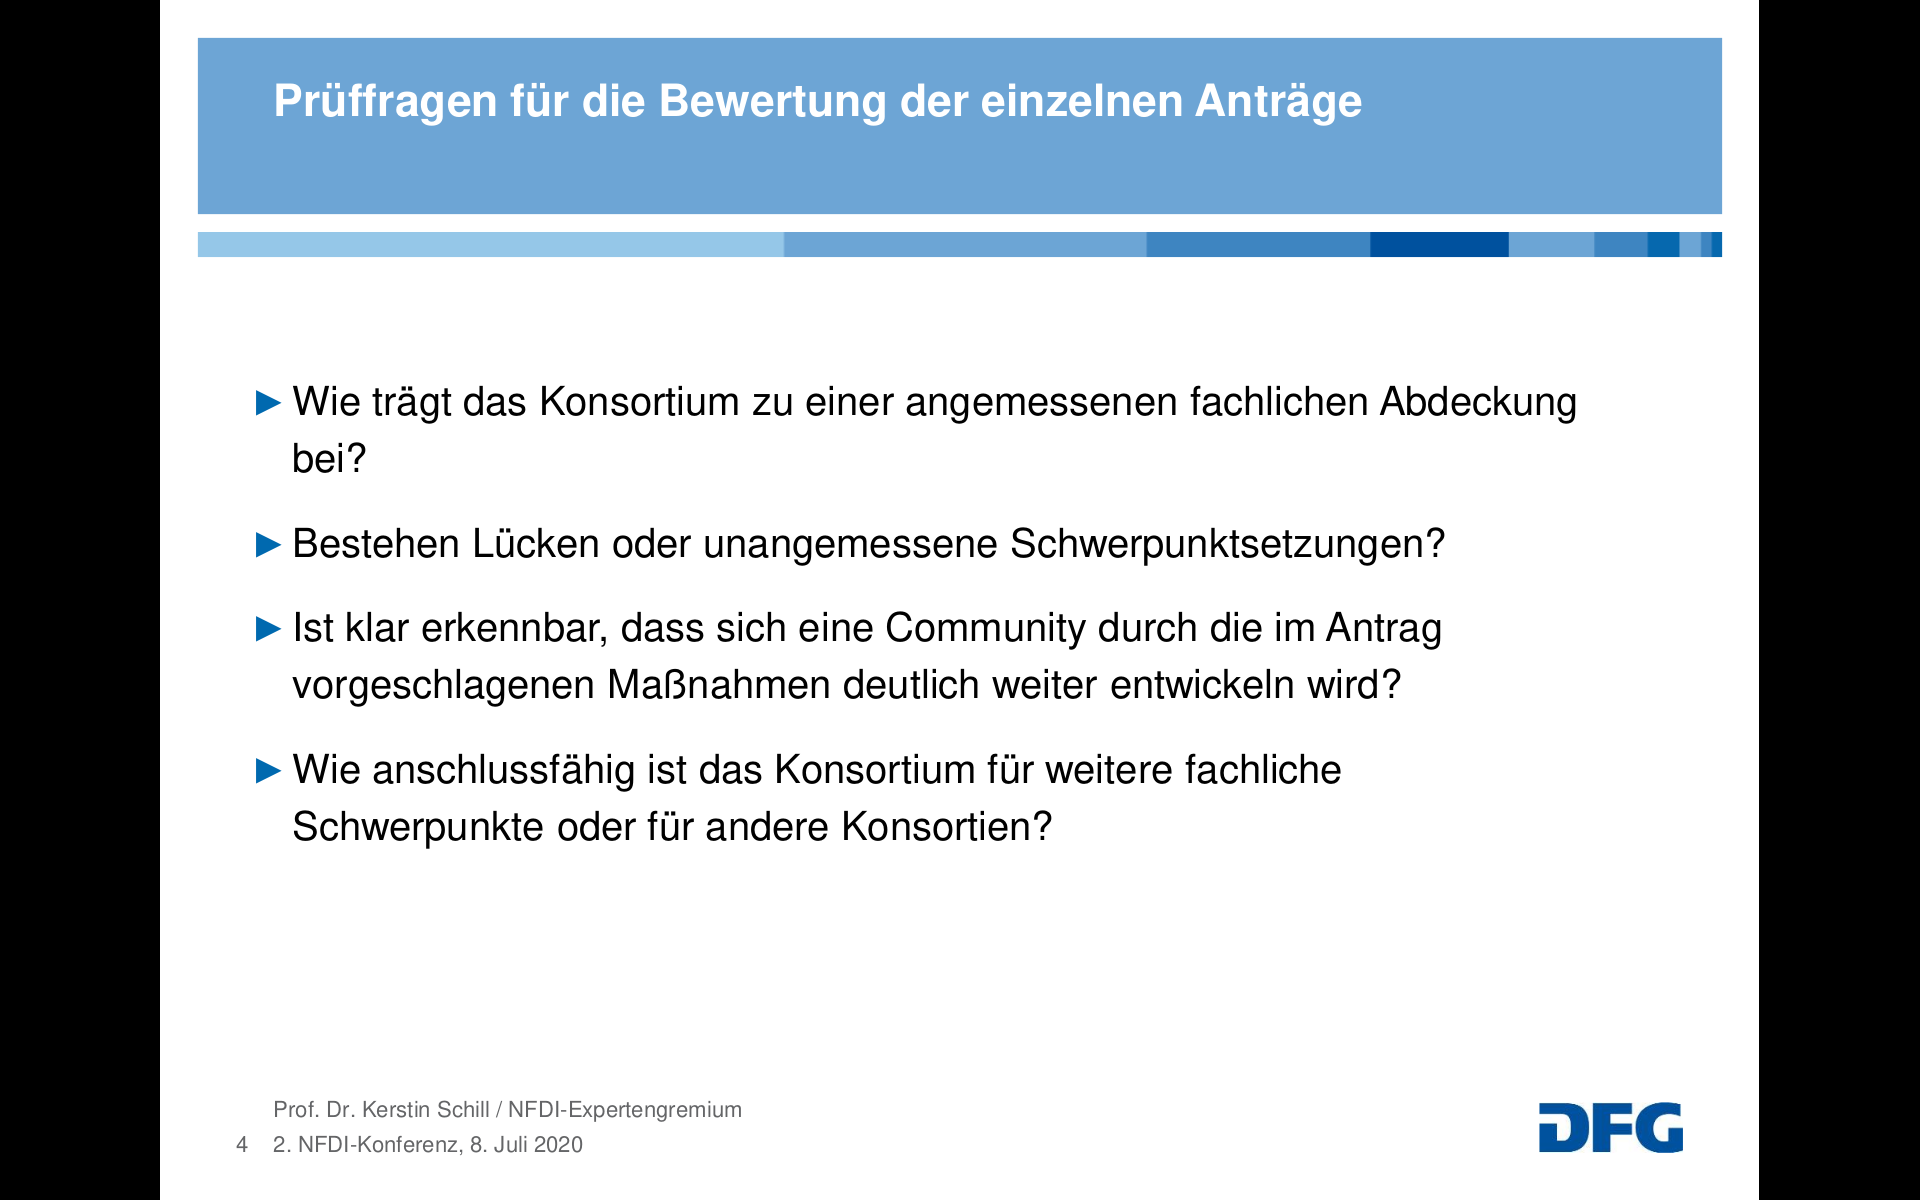 Prüffragen für die Bewertung der einzelnen Anträge
▶ Wie trägt das Konsortium zu einer angemessenen fachlichen Abdeckung
bei?
▶ Bestehen Lücken oder unangemessene Schwerpunktsetzungen?
▶ Ist klar erkennbar, dass sich eine Community durch die im Antrag
vorgeschlagenen Maßnahmen deutlich weiter entwickeln wird?
▶ Wie anschlussfähig ist das Konsortium für weitere fachliche
Schwerpunkte oder für andere Konsortien?
Prof. Dr. Kerstin Schill / NFDI-Expertengremium
4 2. NFDI-Konferenz, 8. Juli 2020
DFG